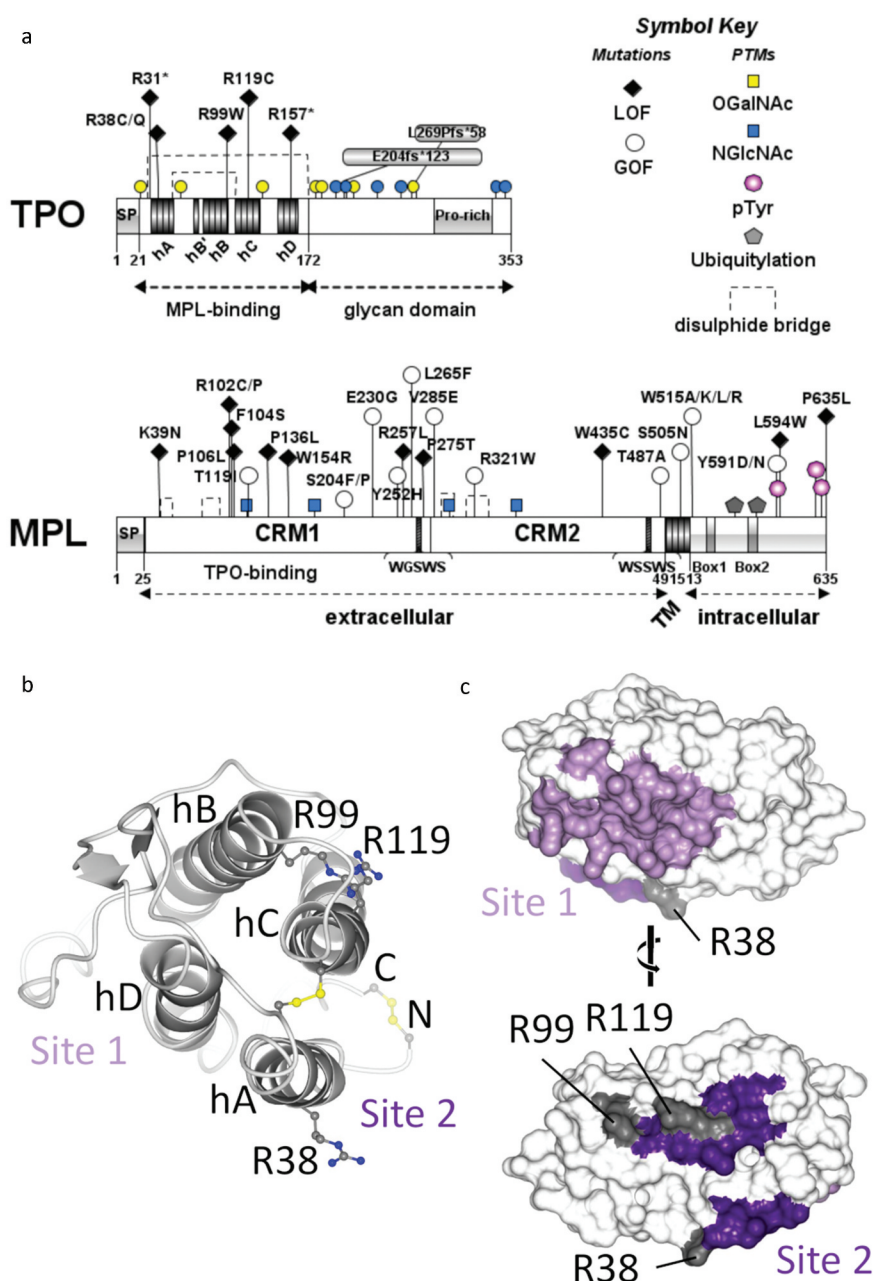 a
Symbol Key
Mutations PTMs
LOF
GOF
OGalNAc
NGlcNAc
pTyr
Ubiquitylation
disulphide bridge
R31* R119C
R38C/Q R99W R157*
L269Pfs*58
E204fs*123
TPO
SP Pro-rich
hA hB' hB hC hD
1 21 172 353
MPL-binding glycan domain
L265F
R102C/P E230G V285E W515A/K/L/R P635L
F104S L594W
K39N P136L R257L P275T W435C S505N
P106L W154R R321W T487A Y591D/N
T119I S204F/P Y252H
MPL
SP CRM1 CRM2
1 25 TPO-binding WGSWS WSSWS 491 513 Box1 Box2 635
extracellular TM intracellular
b
hB R99 R119
hC
hD C
N
Site 1
hA Site 2
R38
c
Site 1
R38
R99 R119
R38 Site 2